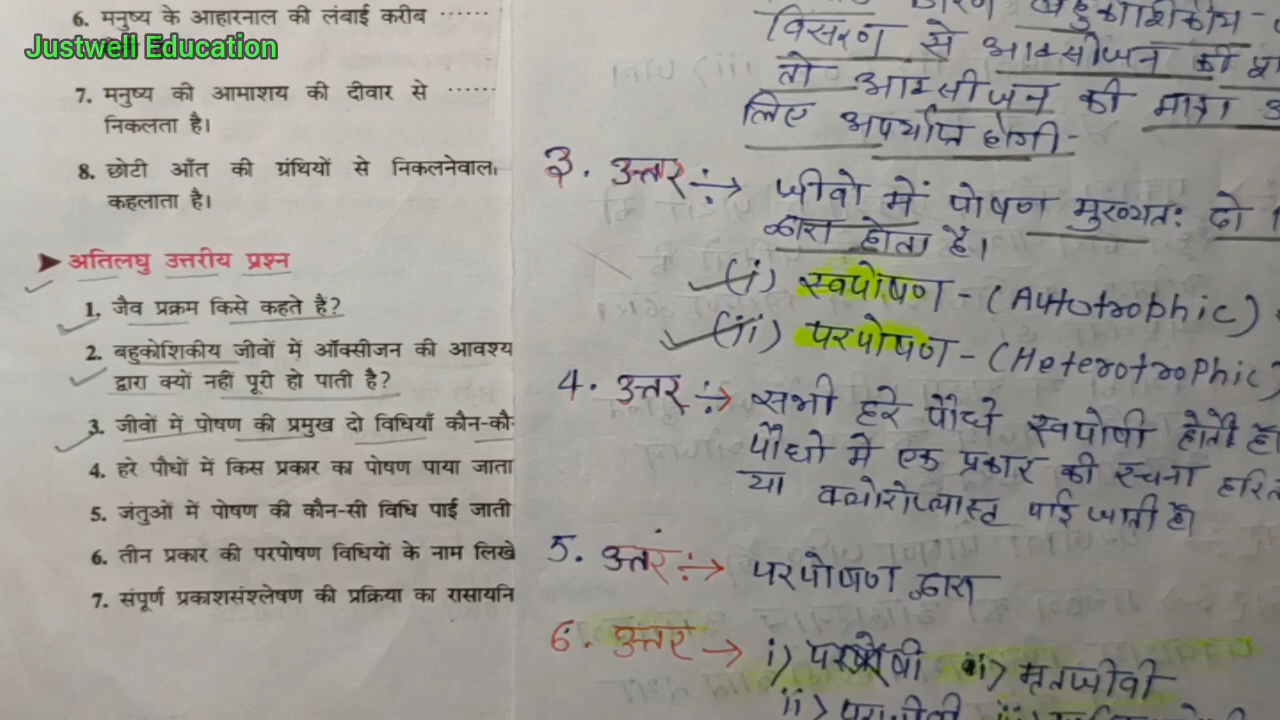 6. मनुष्य के आहारनाल की लंबाई करीब ......
Justwell Education
7. मनुष्य की आमाशय की दीवार से ......
निकलता है।
8. छोटी आँत की ग्रंथियों से निकलनेवाला
कहलाता है।
अतिलघु उत्तरीय प्रश्न
1. जैव प्रक्रम किसे कहते हैं?
2. बहुकोशिकीय जीवों में ऑक्सीजन की आवश्य
द्वारा क्यों नहीं पूरी हो पाती है?
3. जीवों में पोषण की प्रमुख दो विधियाँ कौन-कौ
4. हरे पौधों में किस प्रकार का पोषण पाया जाता
5. जंतुओं में पोषण की कौन-सी विधि पाई जाती
6. तीन प्रकार की परपोषण विधियों के नाम लिखे
7. संपूर्ण प्रकाशसंश्लेषण की प्रक्रिया का रासायनि
बहुकोशिकीय-
विसरण से आक्सीजन की
तो आक्सीजन की मात्रा
लिए अपर्याप्त होगी-
3. उत्तर :→ जीवो में पोषण मुख्यतः दो
द्वारा होता है।
(i) स्वपोषण - (Autotrophic)
(ii) परपोषण - (Heterotrophic)
4. उत्तर :→ सभी हरे पौधे स्वपोषी होते है
पौधो मे एक प्रकार की रचना हरित
या क्लोरोप्लास्ट पाई जाती है
5. उत्तर :→ परपोषण द्वारा
6. उत्तर → i) ii) मृतजीवी
ii)